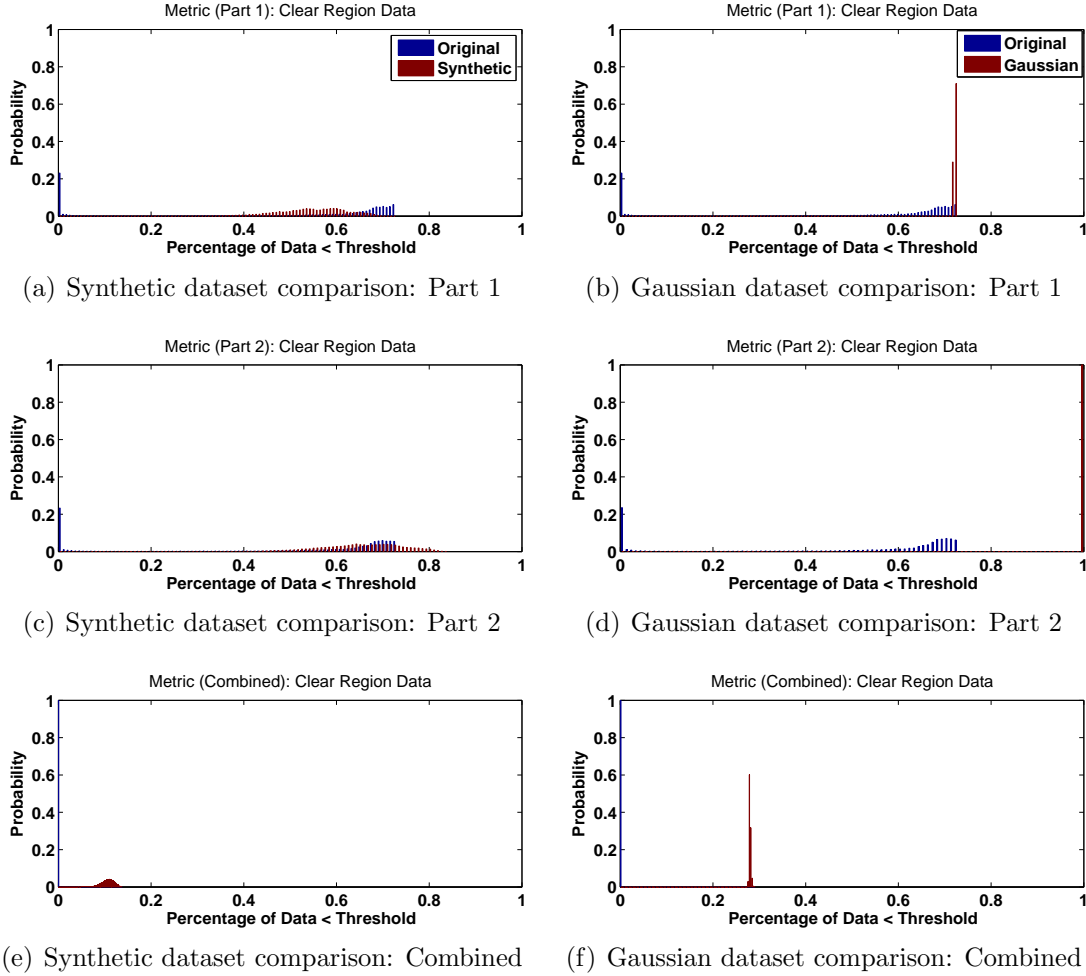 Metric (Part 1): Clear Region Data
1
0.8
0.6
0.4
0.2
0
Probability
Original
Synthetic
0 0.2 0.4 0.6 0.8 1
Percentage of Data < Threshold
(a) Synthetic dataset comparison: Part 1
Metric (Part 1): Clear Region Data
1
0.8
0.6
0.4
0.2
0
Probability
Original
Gaussian
0 0.2 0.4 0.6 0.8 1
Percentage of Data < Threshold
(b) Gaussian dataset comparison: Part 1
Metric (Part 2): Clear Region Data
1
0.8
0.6
0.4
0.2
0
Probability
0 0.2 0.4 0.6 0.8 1
Percentage of Data < Threshold
(c) Synthetic dataset comparison: Part 2
Metric (Part 2): Clear Region Data
1
0.8
0.6
0.4
0.2
0
Probability
0 0.2 0.4 0.6 0.8 1
Percentage of Data < Threshold
(d) Gaussian dataset comparison: Part 2
Metric (Combined): Clear Region Data
1
0.8
0.6
0.4
0.2
0
Probability
0 0.2 0.4 0.6 0.8 1
Percentage of Data < Threshold
(e) Synthetic dataset comparison: Combined
Metric (Combined): Clear Region Data
1
0.8
0.6
0.4
0.2
0
Probability
0 0.2 0.4 0.6 0.8 1
Percentage of Data < Threshold
(f) Gaussian dataset comparison: Combined